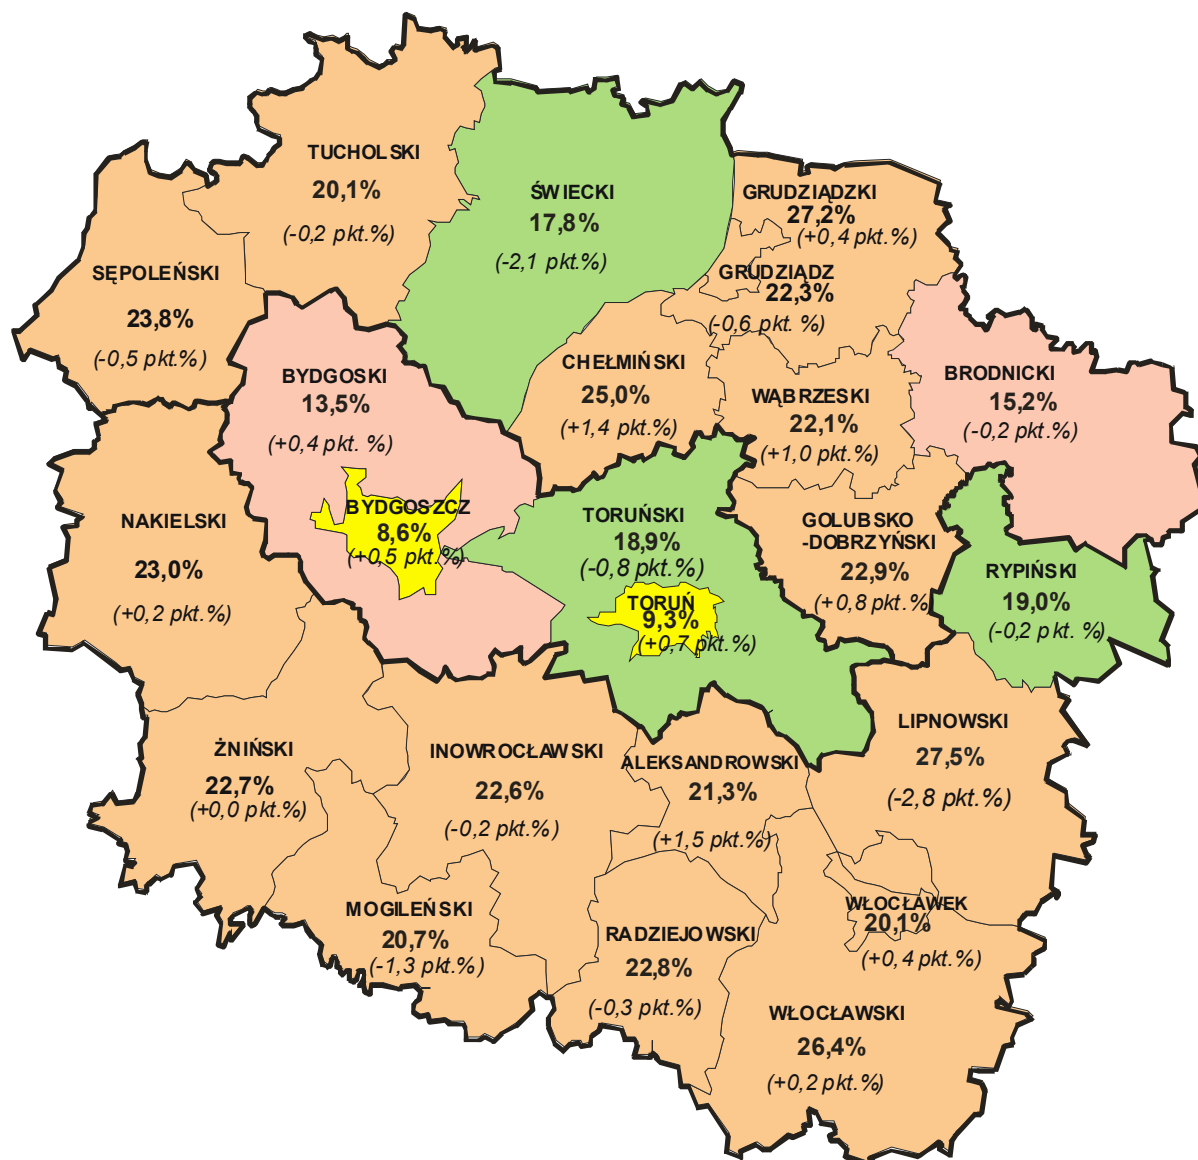 TUCHOLSKI
20,1%
(-0,2 pkt.%)
ŚWIECKI
17,8%
(-2,1 pkt.%)
GRUDZIĄDZKI
27,2%
(+0,4 pkt.%)
GRUDZIĄDZ
22,3%
(-0,6 pkt. %)
SĘPOLEŃSKI
23,8%
(-0,5 pkt.%)
BYDGOSKI
13,5%
(+0,4 pkt. %)
CHEŁMIŃSKI
25,0%
(+1,4 pkt.%)
WĄBRZESKI
22,1%
(+1,0 pkt.%)
BRODNICKI
15,2%
(-0,2 pkt.%)
NAKIELSKI
23,0%
(+0,2 pkt.%)
BYDGOSZCZ
8,6%
(+0,5 pkt. %)
TORUŃSKI
18,9%
(-0,8 pkt.%)
TORUŃ
9,3%
(+0,7 pkt.%)
GOLUBSKO
-DOBRZYŃSKI
22,9%
(+0,8 pkt.%)
RYPIŃSKI
19,0%
(-0,2 pkt. %)
ŻNIŃSKI
22,7%
(+0,0 pkt.%)
INOWROCŁAWSKI
22,6%
(-0,2 pkt.%)
ALEKSANDROWSKI
21,3%
(+1,5 pkt.%)
LIPNOWSKI
27,5%
(-2,8 pkt.%)
MOGILEŃSKI
20,7%
(-1,3 pkt.%)
RADZIEJOWSKI
22,8%
(-0,3 pkt.%)
WŁOCŁAWEK
20,1%
(+0,4 pkt.%)
WŁOCŁAWSKI
26,4%
(+0,2 pkt.%)